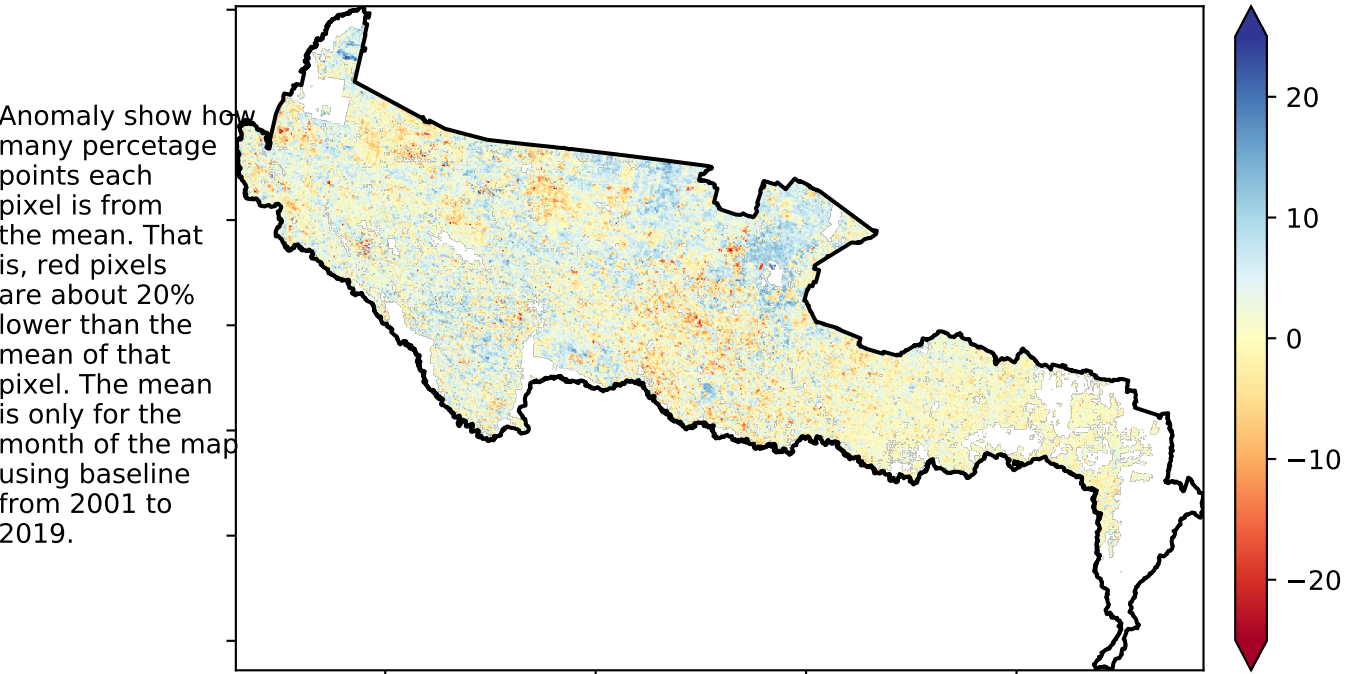 Anomaly show how
many percetage
points each
pixel is from
the mean. That
is, red pixels
are about 20%
lower than the
mean of that
pixel. The mean
is only for the
month of the map
using baseline
from 2001 to
2019.
20
10
0
−10
−20